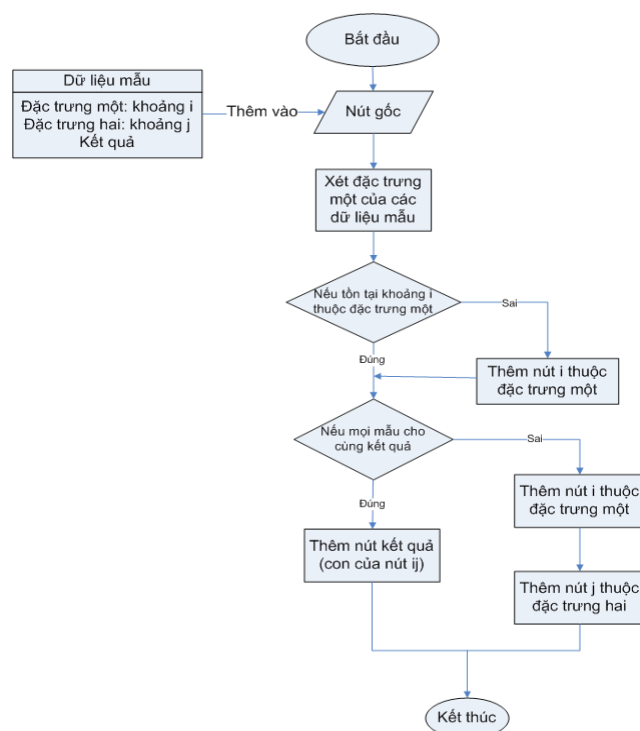 Bắt đầu
Dữ liệu mẫu
Đặc trưng một: khoảng i
Đặc trưng hai: khoảng j
Kết quả
Thêm vào
Nút gốc
Xét đặc trưng
một của các
dữ liệu mẫu
Nếu tồn tại khoảng i
thuộc đặc trưng một
Sai
Đúng
Thêm nút i thuộc
đặc trưng một
Nếu mọi mẫu cho
cùng kết quả
Sai
Thêm nút i thuộc
đặc trưng một
Đúng
Thêm nút kết quả
(con của nút ij)
Thêm nút j thuộc
đặc trưng hai
Kết thúc